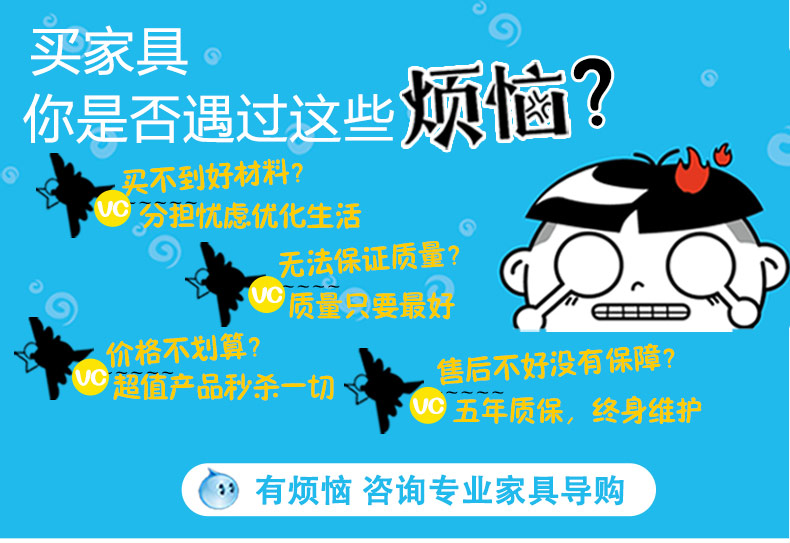 买家具
你是否遇过这些烦恼?
买不到好材料?
~~~~~
VC 分担忧虑优化生活
无法保证质量?
~~~~
VC 质量只要最好
价格不划算?
~~~~~
VC 超值产品秒杀一切
售后不好没有保障?
~~~~
VC 五年质保，终身维护
有烦恼 咨询专业家具导购